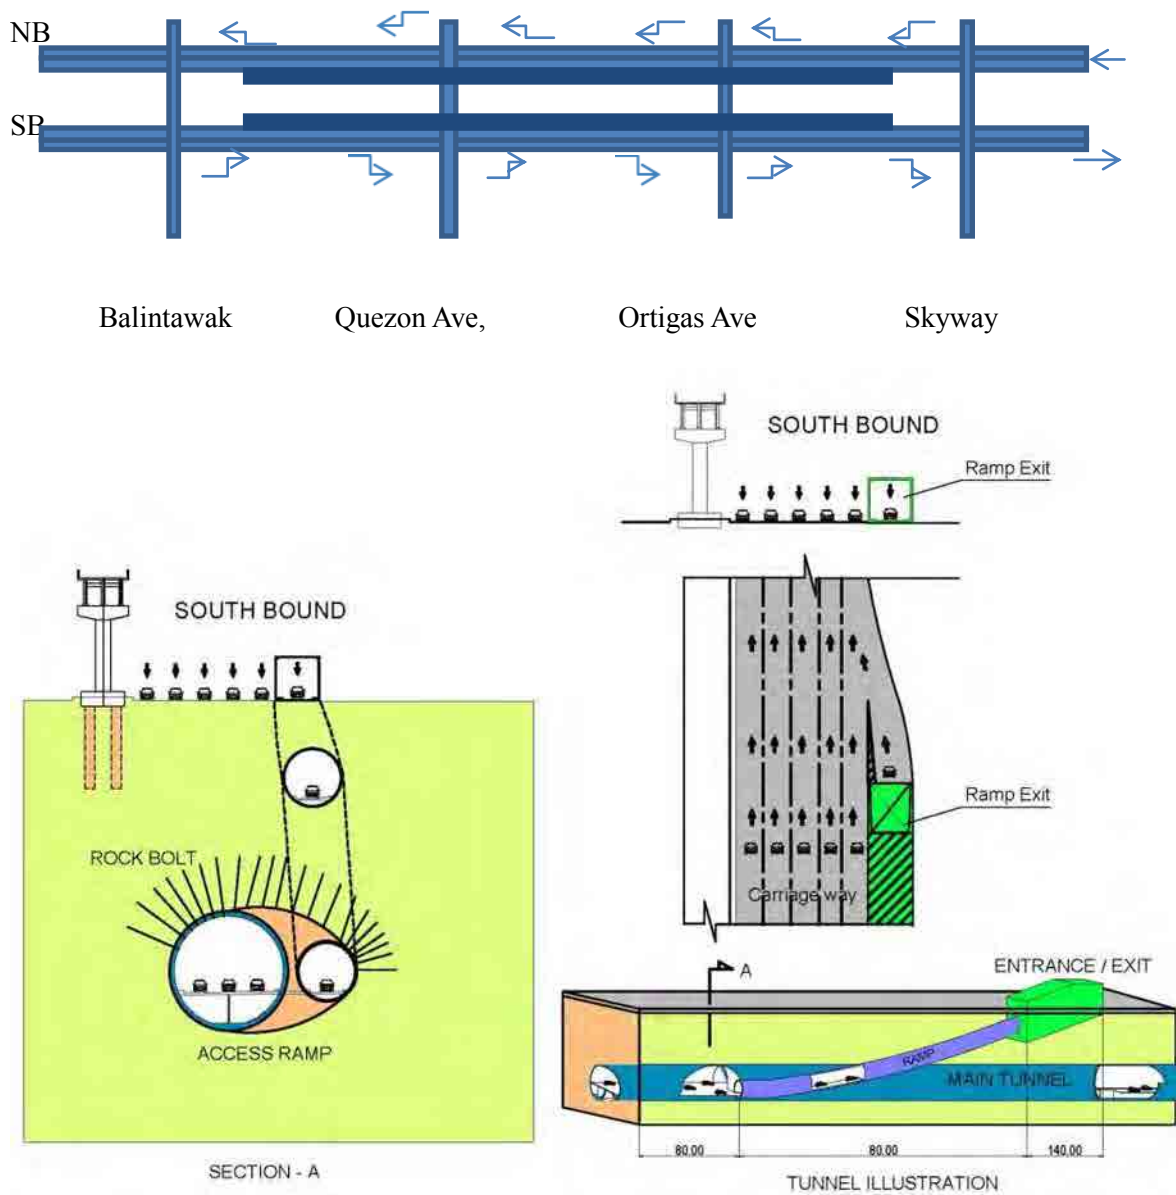 NB
SB
Balintawak Quezon Ave, Ortigas Ave Skyway
SOUTH BOUND
Ramp Exit
SOUTH BOUND
ROCK BOLT
ACCESS RAMP
SECTION - A
Ramp Exit
Carriage way
A
ENTRANCE / EXIT
RAMP
MAIN TUNNEL
80.00 80.00 140.00
TUNNEL ILLUSTRATION